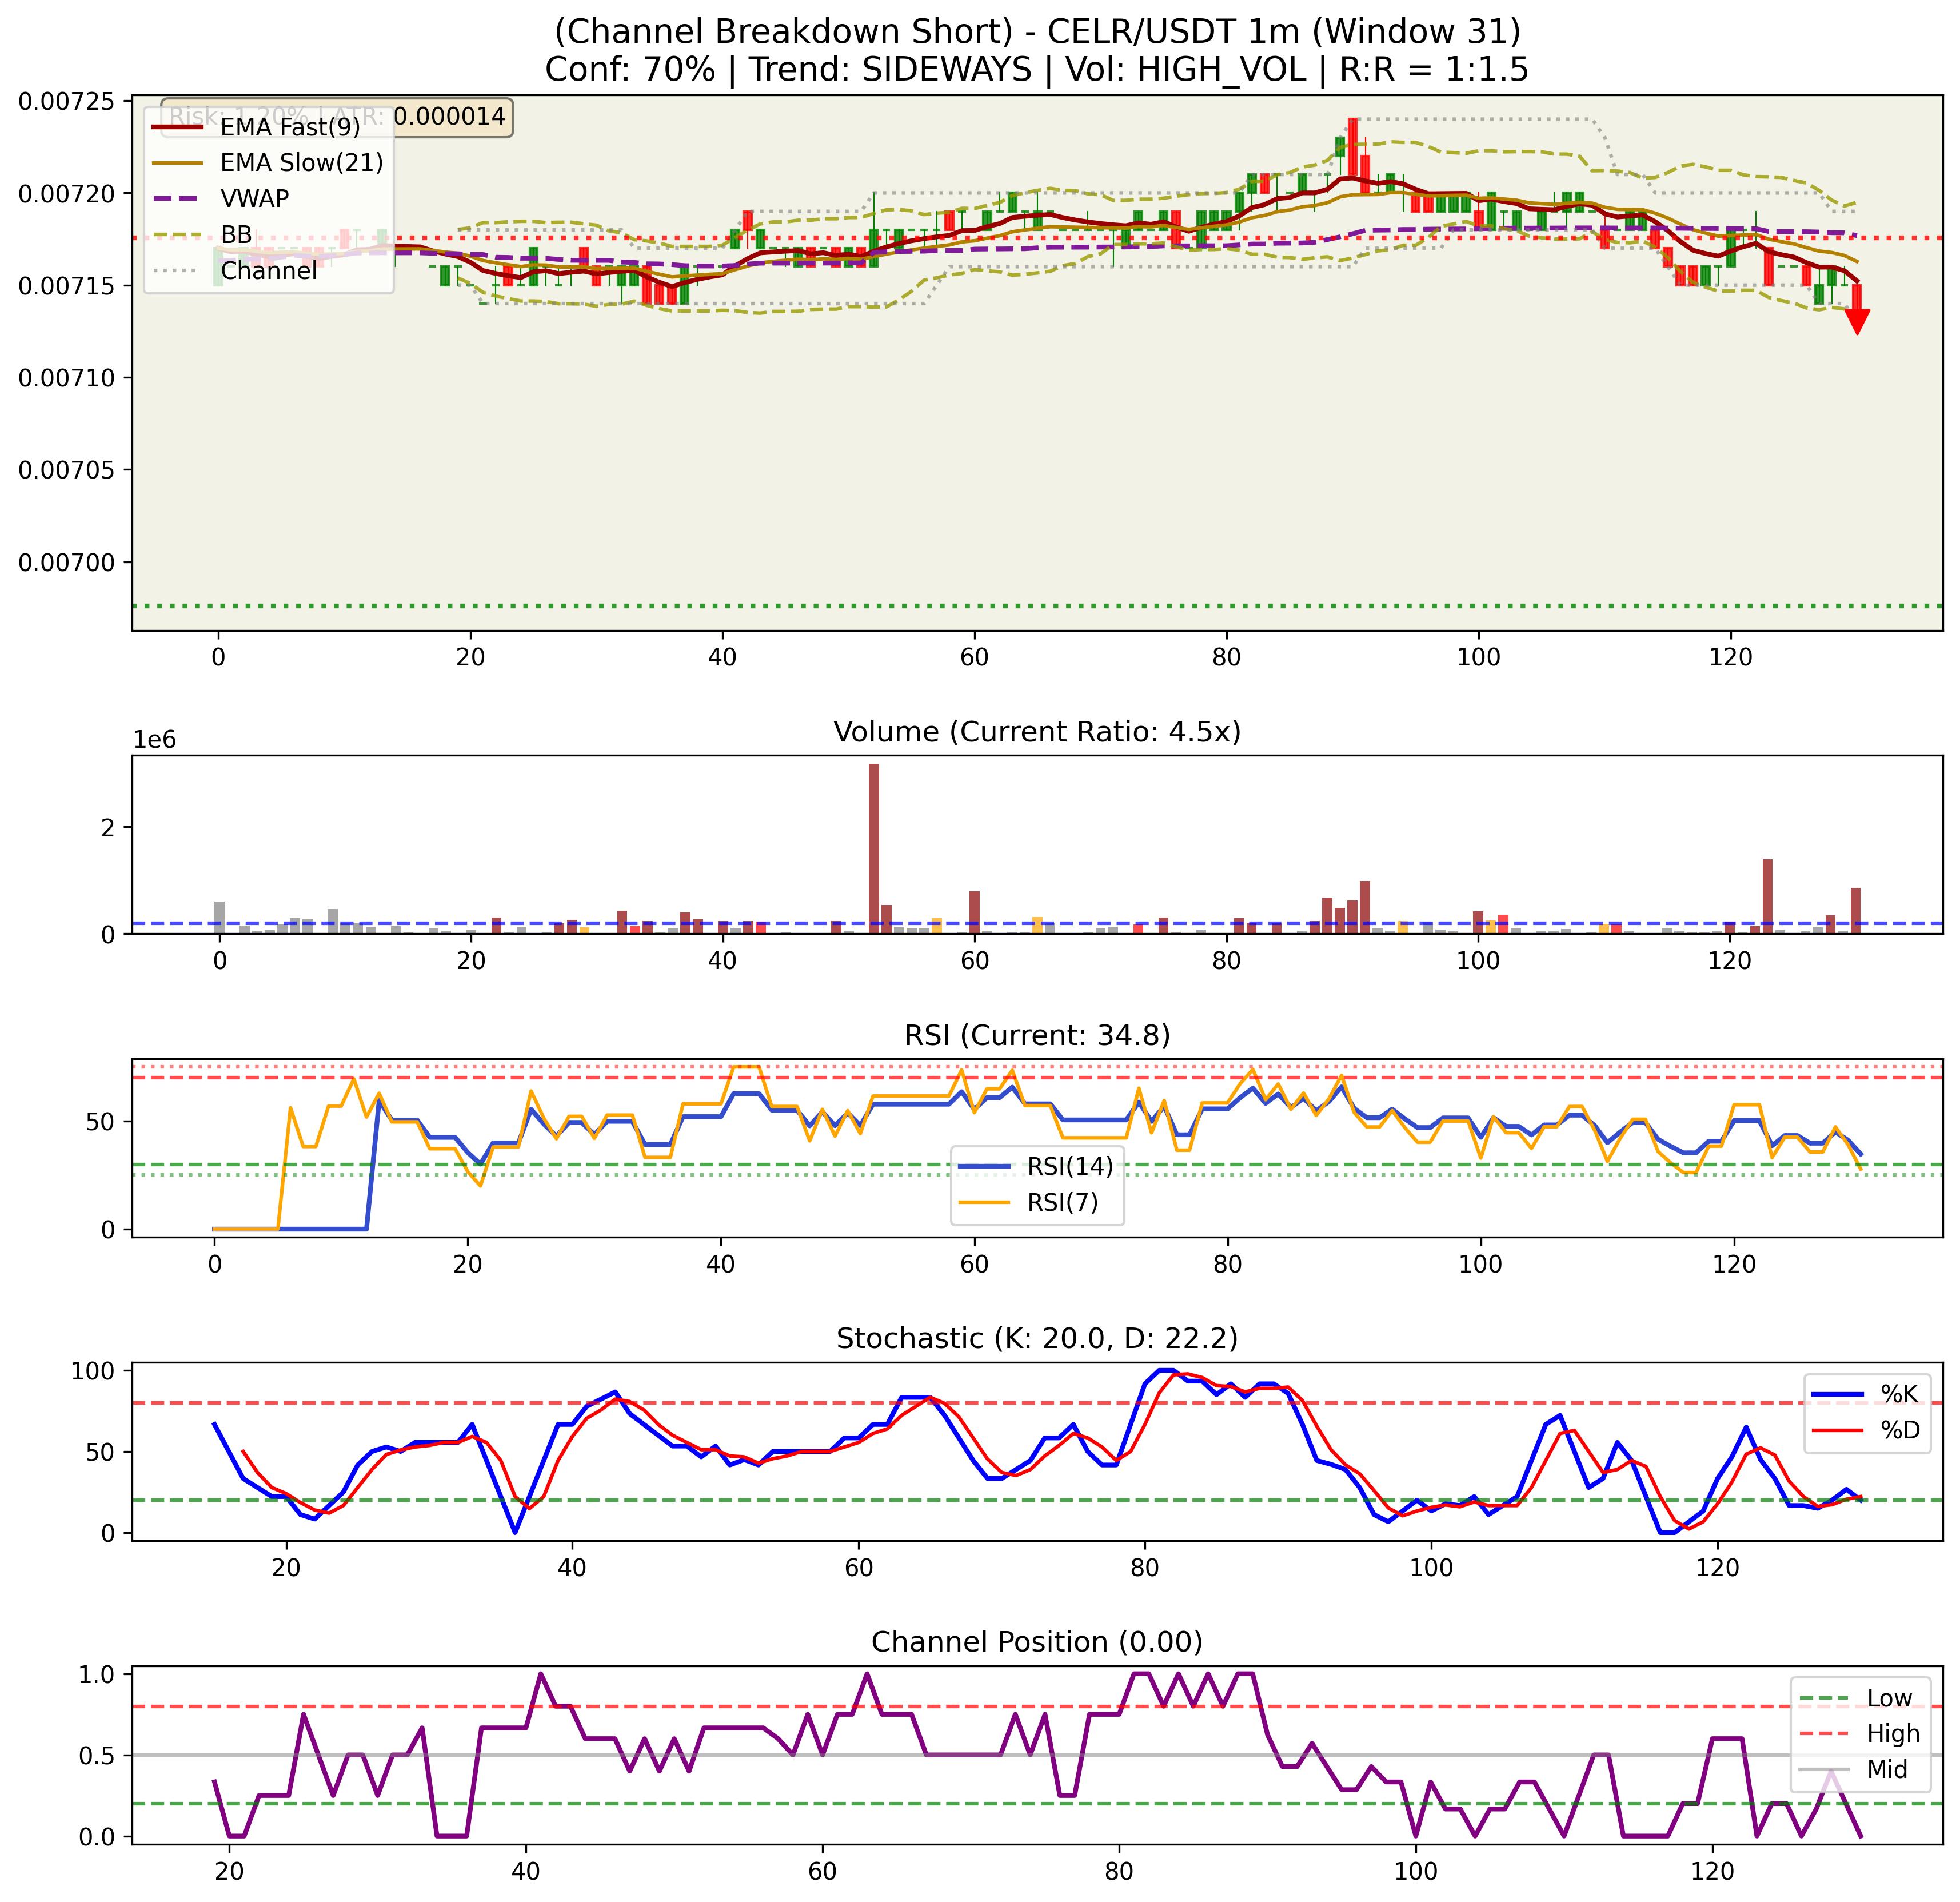 (Channel Breakdown Short) - CELR/USDT 1m (Window 31)
Conf: 70% | Trend: SIDEWAYS | Vol: HIGH_VOL | R:R = 1:1.5
Risk: 1.20% | ATR: 0.000014
EMA Fast(9)
EMA Slow(21)
VWAP
BB
Channel
0.00725
0.00720
0.00715
0.00710
0.00705
0.00700
0 20 40 60 80 100 120
Volume (Current Ratio: 4.5x)
1e6
2
0
0 20 40 60 80 100 120
RSI (Current: 34.8)
50
0
RSI(14)
RSI(7)
0 20 40 60 80 100 120
Stochastic (K: 20.0, D: 22.2)
100
50
0
%K
%D
20 40 60 80 100 120
Channel Position (0.00)
1.0
0.5
0.0
Low
High
Mid
20 40 60 80 100 120